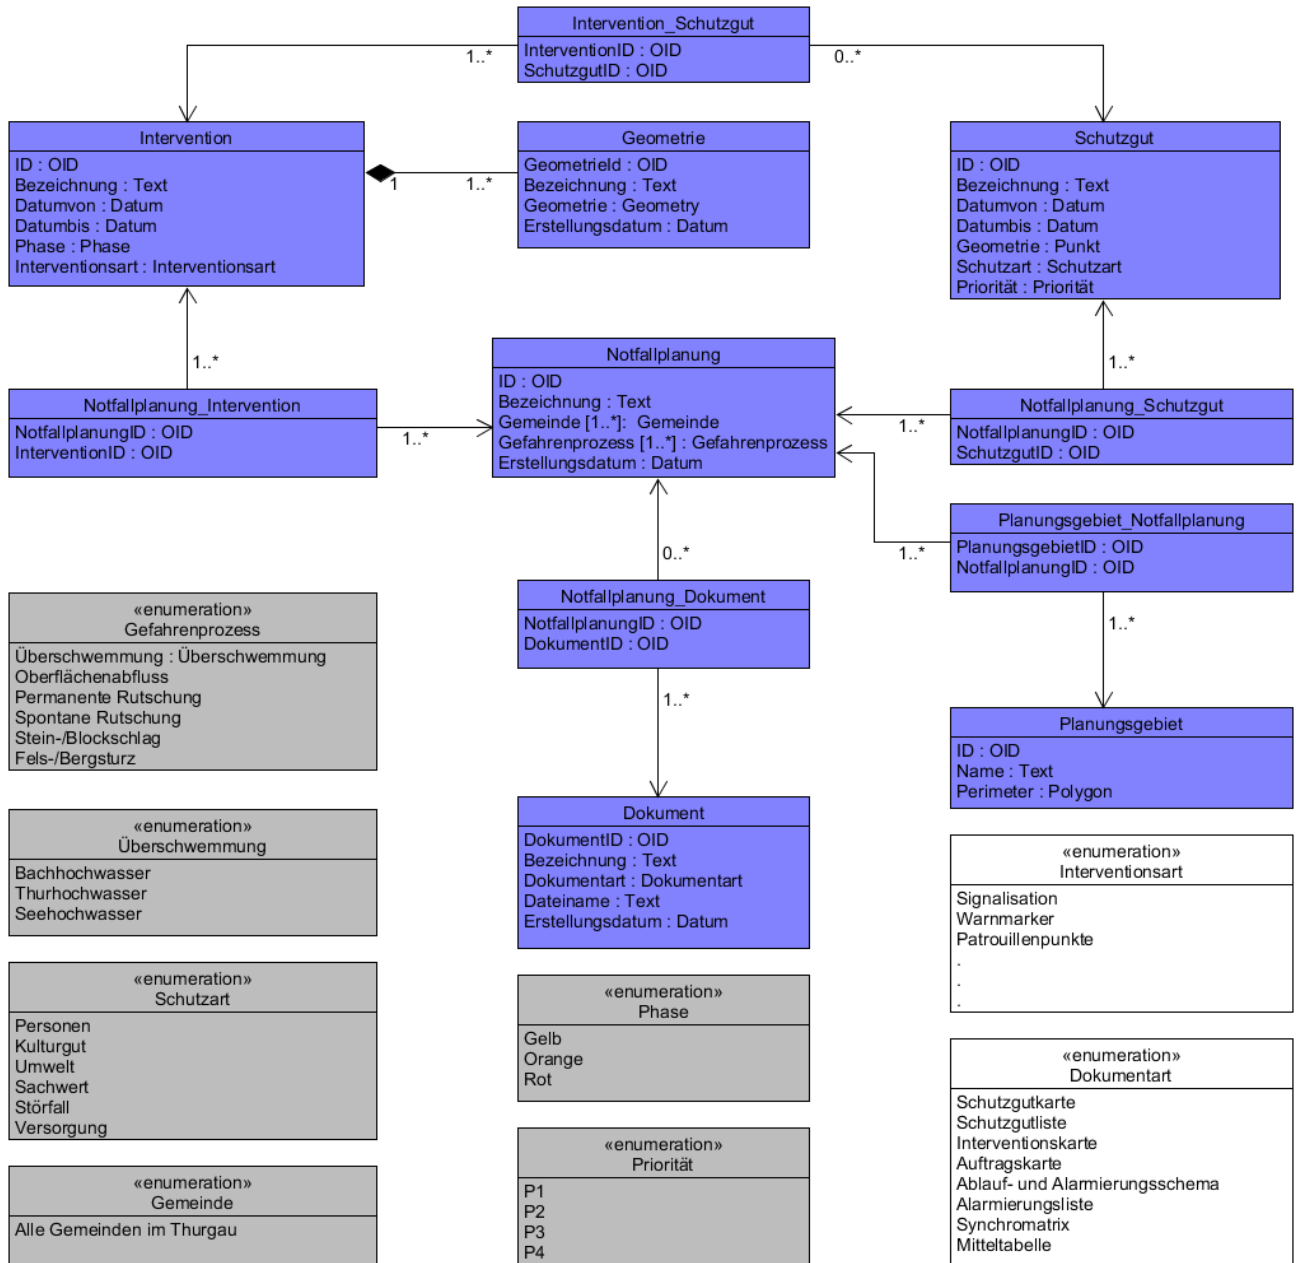 Intervention_Schutzgut
InterventionID : OID
SchutzgutID : OID
1..*
0..*
Intervention
ID : OID
Bezeichnung : Text
Datumvon : Datum
Datumbis : Datum
Phase : Phase
Interventionsart : Interventionsart
1
1..*
Geometrie
GeometrieId : OID
Bezeichnung : Text
Geometrie : Geometry
Erstellungsdatum : Datum
Schutzgut
ID : OID
Bezeichnung : Text
Datumvon : Datum
Datumbis : Datum
Geometrie : Punkt
Schutzart : Schutzart
Priorität : Priorität
1..*
1..*
Notfallplanung_Intervention
NotfallplanungID : OID
InterventionID : OID
1..*
Notfallplanung
ID : OID
Bezeichnung : Text
Gemeinde [1..*]: Gemeinde
Gefahrenprozess [1..*] : Gefahrenprozess
Erstellungsdatum : Datum
1..*
Notfallplanung_Schutzgut
NotfallplanungID : OID
SchutzgutID : OID
1..*
Planungsgebiet_Notfallplanung
PlanungsgebietID : OID
NotfallplanungID : OID
0..*
1..*
Notfallplanung_Dokument
NotfallplanungID : OID
DokumentID : OID
1..*
«enumeration»
Gefahrenprozess
Überschwemmung : Überschwemmung
Oberflächenabfluss
Permanente Rutschung
Spontane Rutschung
Stein-/Blockschlag
Fels-/Bergsturz
Planungsgebiet
ID : OID
Name : Text
Perimeter : Polygon
«enumeration»
Überschwemmung
Bachhochwasser
Thurhochwasser
Seehochwasser
Dokument
DokumentID : OID
Bezeichnung : Text
Dokumentart : Dokumentart
Dateiname : Text
Erstellungsdatum : Datum
«enumeration»
Interventionsart
Signalisation
Warnmarker
Patrouillenpunkte
.
.
.
«enumeration»
Schutzart
Personen
Kulturgut
Umwelt
Sachwert
Störfall
Versorgung
«enumeration»
Phase
Gelb
Orange
Rot
«enumeration»
Dokumentart
Schutzgutkarte
Schutzgutliste
Interventionskarte
Auftragskarte
Ablauf- und Alarmierungsschema
Alarmierungsliste
Synchromatrix
Mitteltabelle
«enumeration»
Gemeinde
Alle Gemeinden im Thurgau
«enumeration»
Priorität
P1
P2
P3
P4